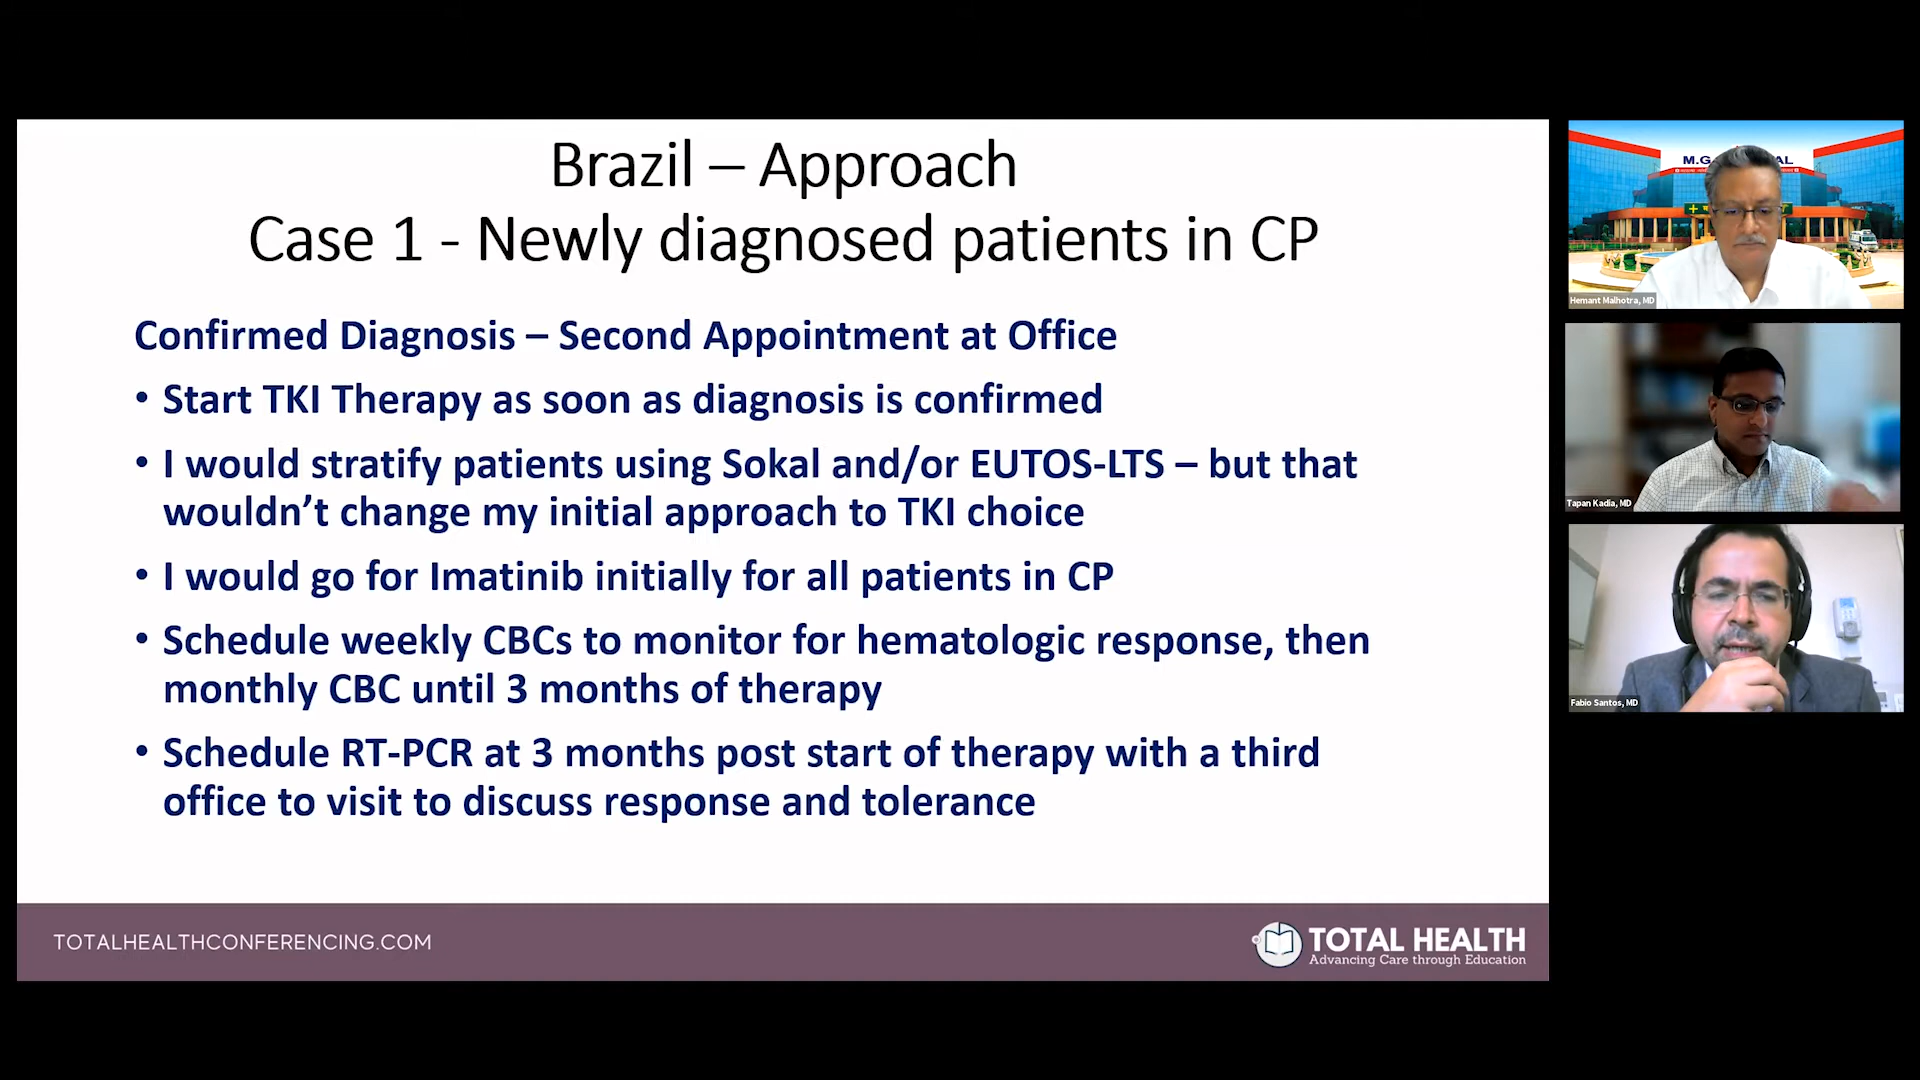 Brazil – Approach
Case 1 - Newly diagnosed patients in CP
Confirmed Diagnosis – Second Appointment at Office
• Start TKI Therapy as soon as diagnosis is confirmed
• I would stratify patients using Sokal and/or EUTOS-LTS – but that
wouldn’t change my initial approach to TKI choice
• I would go for Imatinib initially for all patients in CP
• Schedule weekly CBCs to monitor for hematologic response, then
monthly CBC until 3 months of therapy
• Schedule RT-PCR at 3 months post start of therapy with a third
office to visit to discuss response and tolerance
TOTALHEALTHCONFERENCING.COM
TOTAL HEALTH
Advancing Care through Education
M.G.
AL
Hemant Malhotra, MD
Tapan Kadia, MD
Fabio Santos, MD